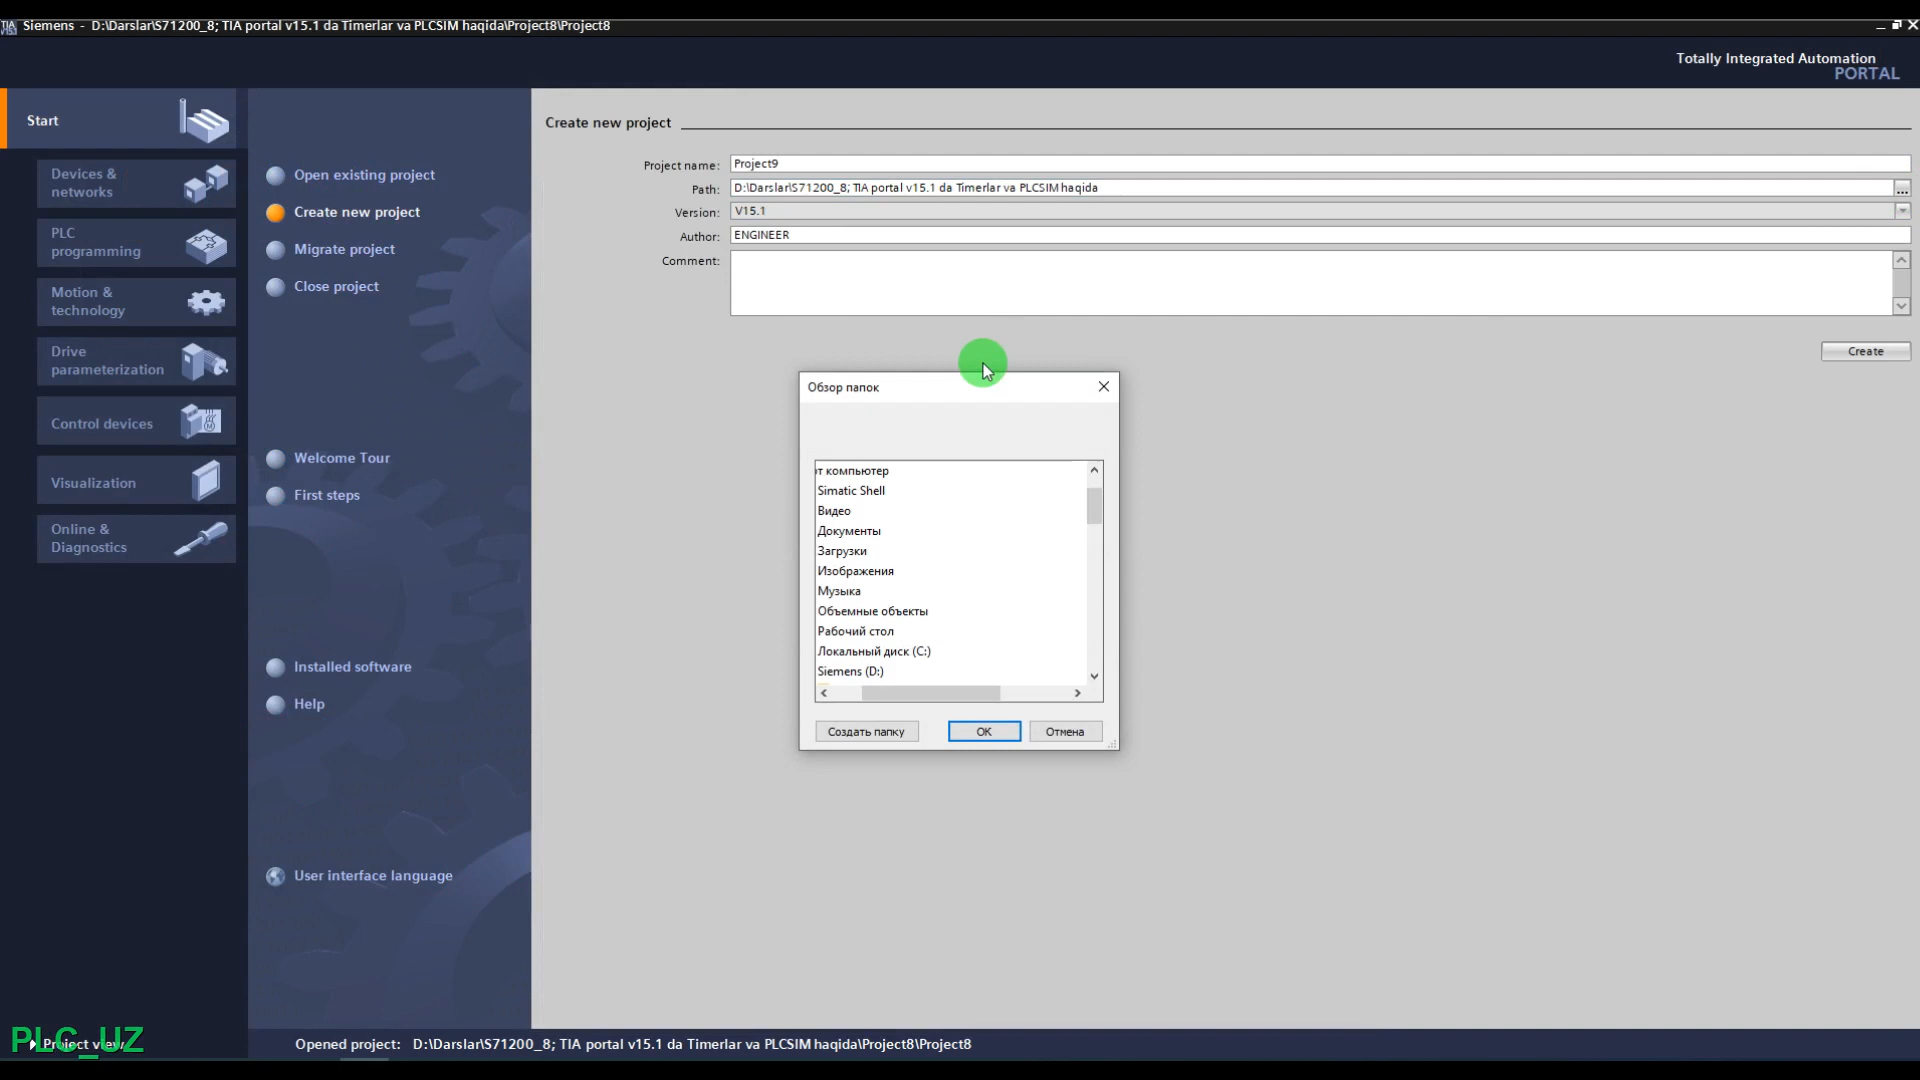 Siemens - D:\Darslar\S71200_8; TIA portal v15.1 da Timerlar va PLCSIM haqida\Project8\Project8
Totally Integrated Automation
PORTAL
Start
Devices &
networks
PLC
programming
Motion &
technology
Drive
parameterization
Control devices
Visualization
Online &
Diagnostics
Open existing project
Create new project
Migrate project
Close project
Welcome Tour
First steps
Installed software
Help
User interface language
Create new project
Project name: Project9
Path: D:\Darslar\S71200_8; TIA portal v15.1 da Timerlar va PLCSIM haqida ...
Version: V15.1
Author: ENGINEER
Comment:
Create
Обзор папок
от компьютер
Simatic Shell
Видео
Документы
Загрузки
Изображения
Музыка
Объемные объекты
Рабочий стол
Локальный диск (C:)
Siemens (D:)
Создать папку OK Отмена
PLC_UZ
Project view
Opened project: D:\Darslar\S71200_8; TIA portal v15.1 da Timerlar va PLCSIM haqida\Project8\Project8